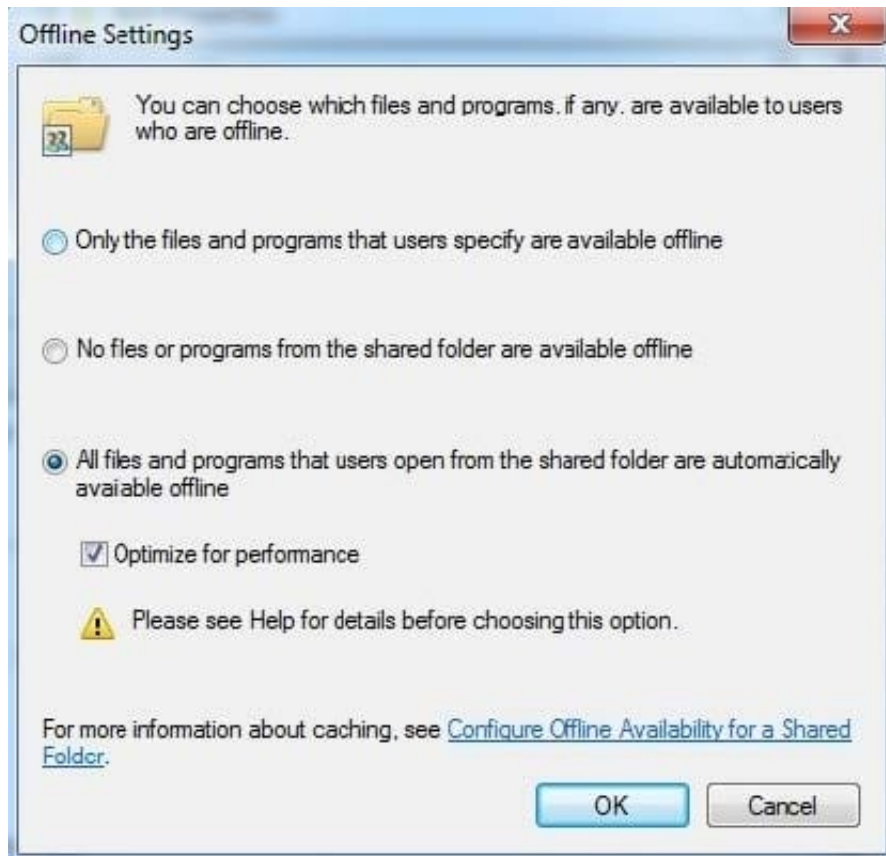 Offline Settings
You can choose which files and programs, if any, are available to users
who are offline.
Only the files and programs that users specify are available offline
No fles or programs from the shared folder are available offline
All files and programs that users open from the shared folder are automatically
avaiable offline
Optimize for performance
Please see Help for details before choosing this option.
For more information about caching, see Configure Offline Availability for a Shared
Folder.
OK
Cancel